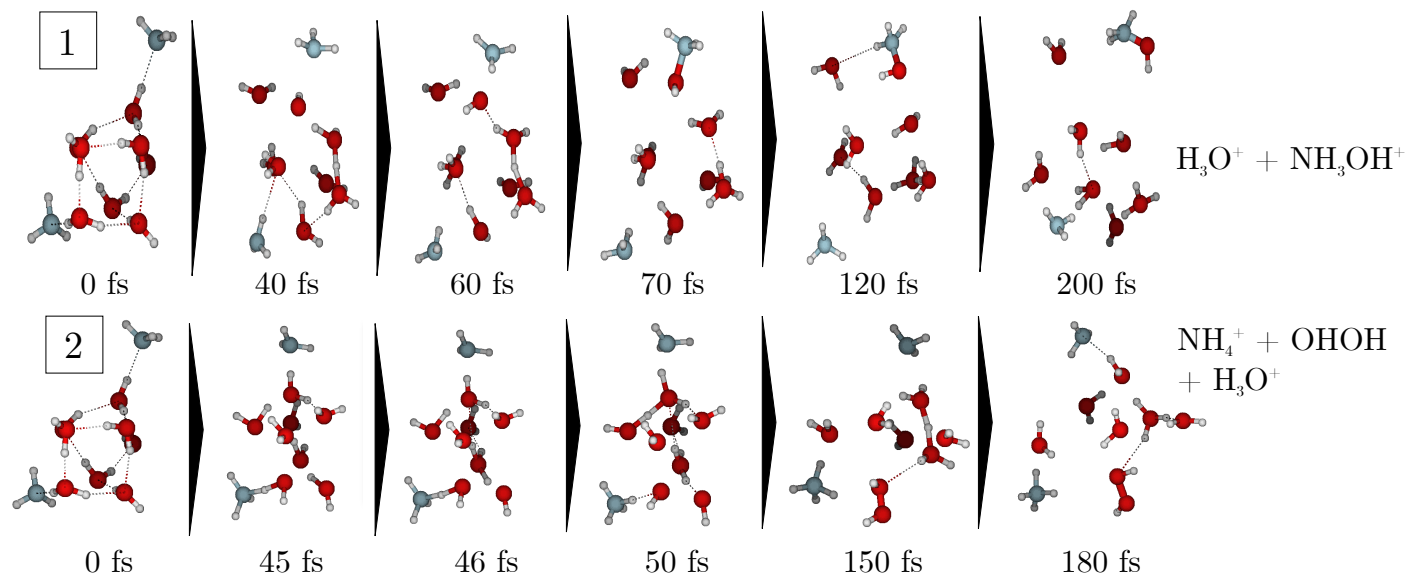 1
0 fs 40 fs 60 fs 70 fs 120 fs 200 fs
H₃O⁺ + NH₃OH⁺
2
0 fs 45 fs 46 fs 50 fs 150 fs 180 fs
NH₄⁺ + OHOH
+ H₃O⁺